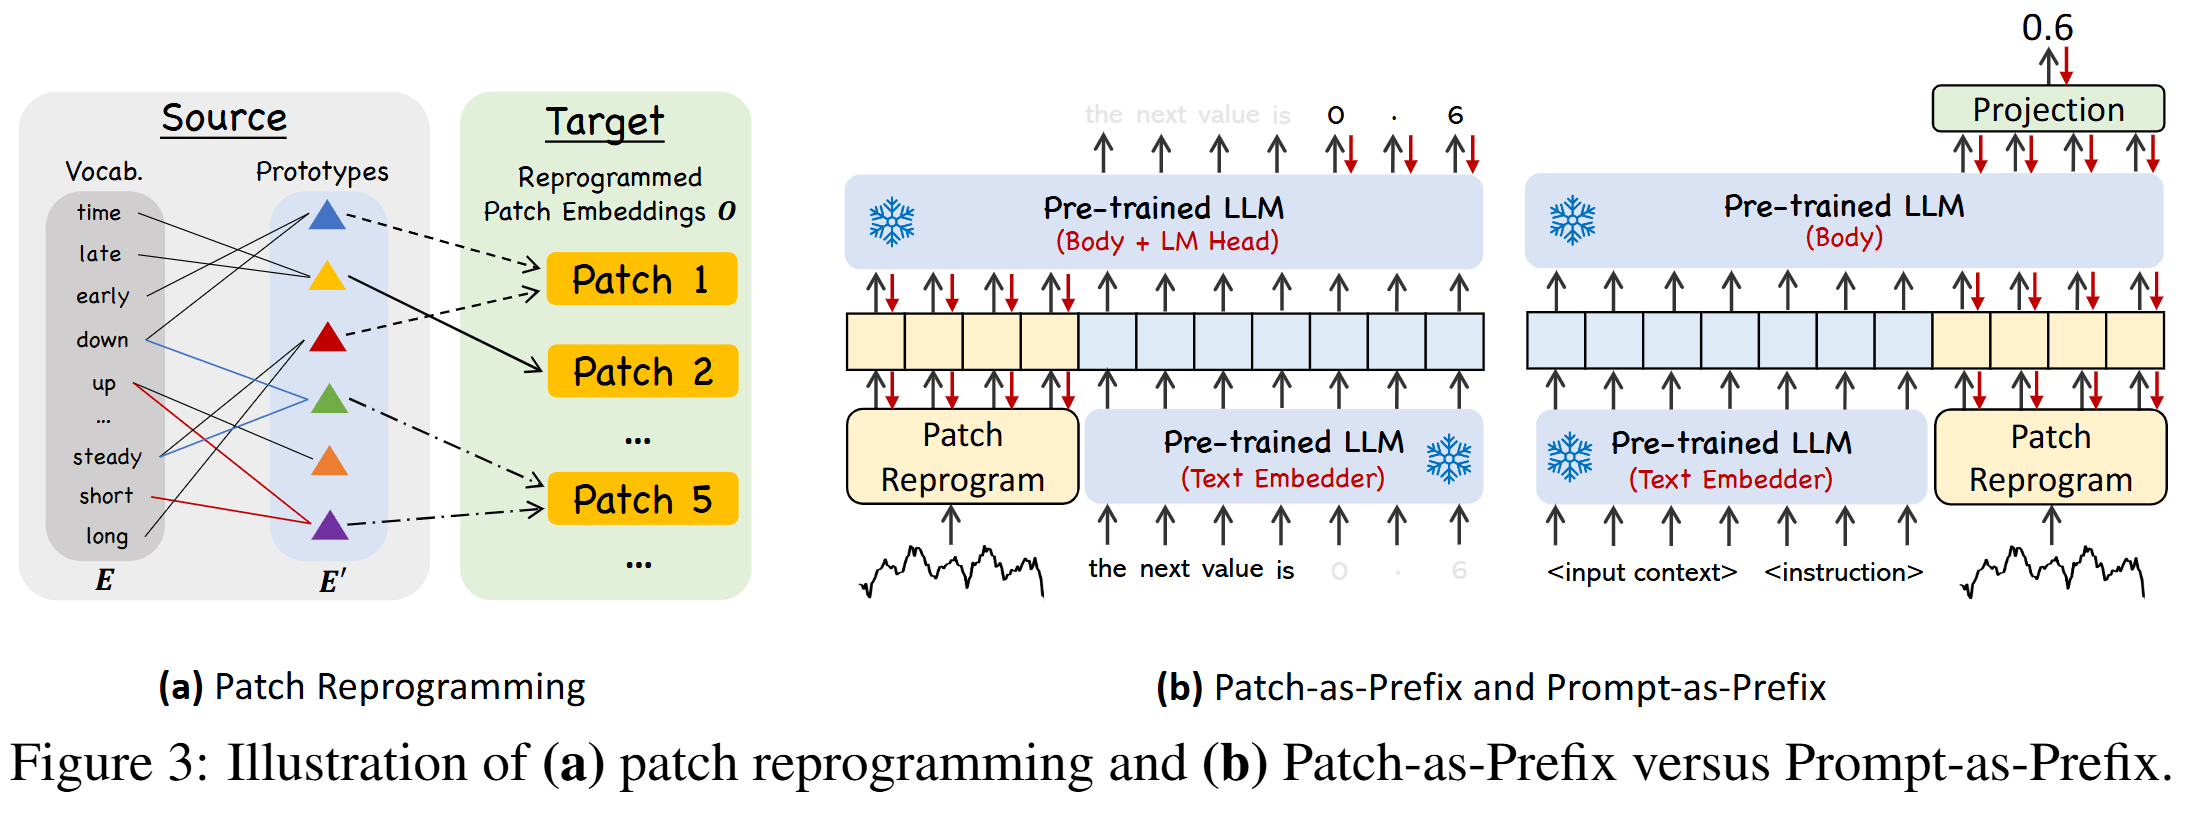 Source
Vocab.
Prototypes
time
late
early
down
up
...
steady
short
long
E
E'
Target
Reprogrammed
Patch Embeddings O
Patch 1
Patch 2
...
Patch 5
...
(a) Patch Reprogramming
the next value is 0 . 6
Pre-trained LLM
(Body + LM Head)
Patch
Reprogram
Pre-trained LLM
(Text Embedder)
the next value is 0 . 6
0.6
Projection
Pre-trained LLM
(Body)
Pre-trained LLM
(Text Embedder)
Patch
Reprogram
<input context> <instruction>
(b) Patch-as-Prefix and Prompt-as-Prefix
Figure 3: Illustration of (a) patch reprogramming and (b) Patch-as-Prefix versus Prompt-as-Prefix.